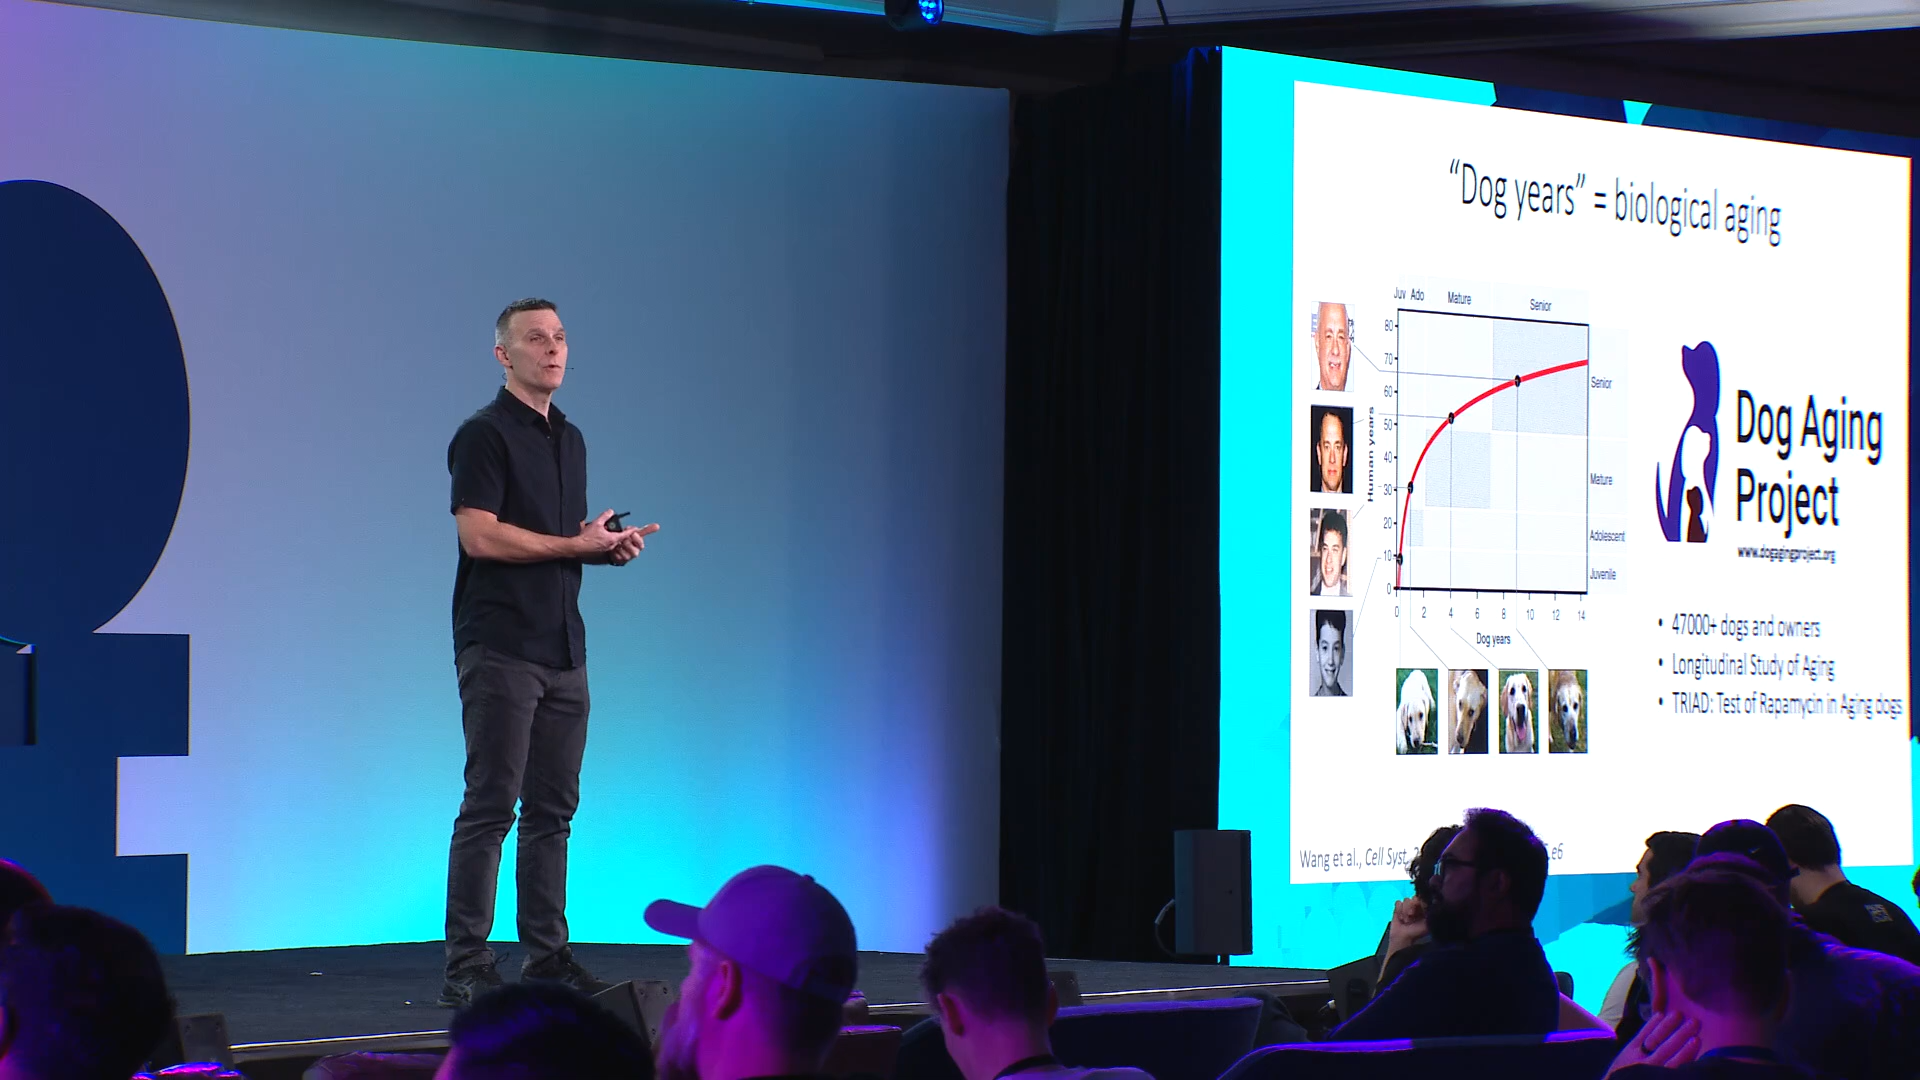 “Dog years” = biological aging
Juv Ado Mature Senior
80
70
60
50
40
30
20
10
0
Human years
Senior
Mature
Adolescent
Juvenile
0 2 4 6 8 10 12 14
Dog years
Dog Aging
Project
www.dogagingproject.org
• 47000+ dogs and owners
• Longitudinal Study of Aging
• TRIAD: Test of Rapamycin in Aging dogs
Wang et al., Cell Syst, 2
.e6